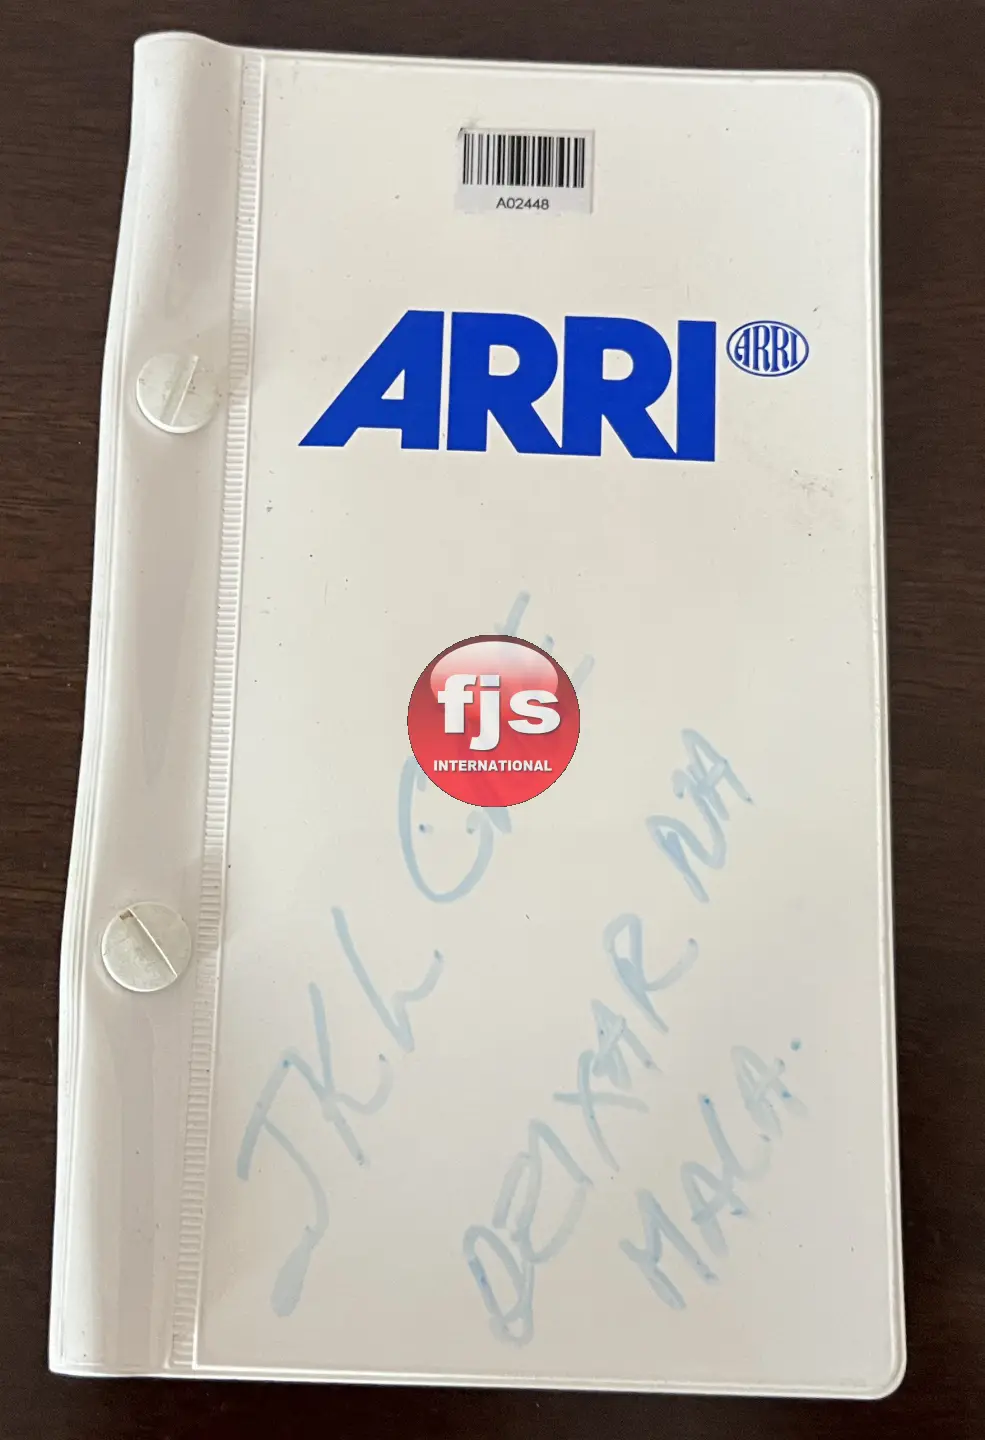 A02448
ARRI
ARRI
fjs
INTERNATIONAL
DEIXAR NA
MALA.